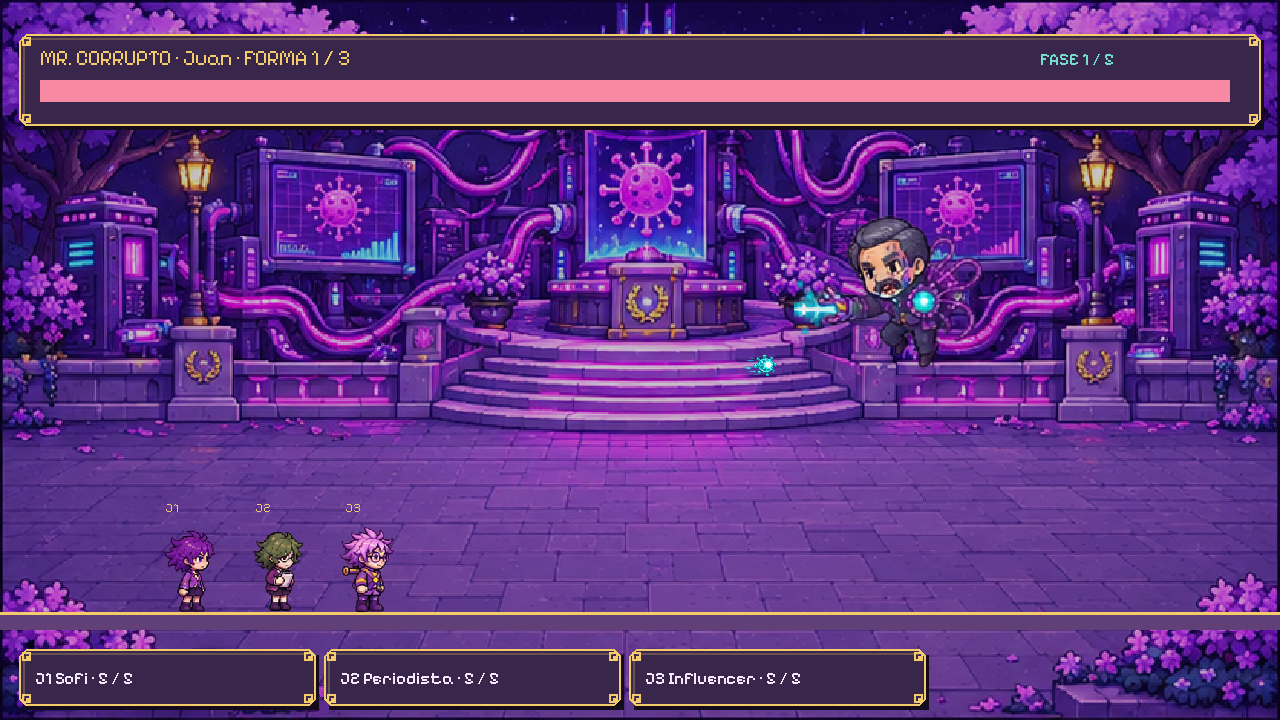 MR. CORRUPTO · Juan · FORMA 1 / 3
FASE 1 / 5
J1
J2
J3
J1 Sofi · 5 / 5
J2 Periodista · 5 / 5
J3 Influencer · 5 / 5